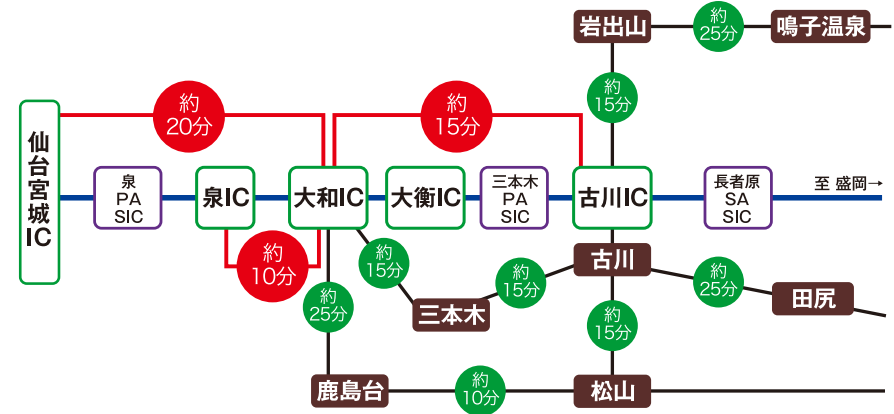 岩出山
約
25分
鳴子温泉
約
15分
約
20分
約
15分
仙台宮城IC
泉
PA
SIC
泉IC
大和IC
大衡IC
三本木
PA
SIC
古川IC
長者原
SA
SIC
至 盛岡→
約
10分
約
15分
約
25分
三本木
約
15分
古川
約
25分
田尻
約
15分
鹿島台
約
10分
松山